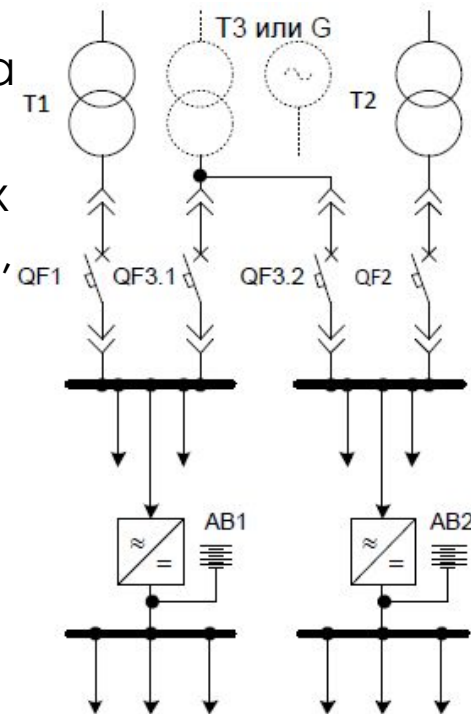 T3 или G
а
T1
T2
х
,
QF1
QF3.1
QF3.2
QF2
≈
=
AB1
≈
=
AB2